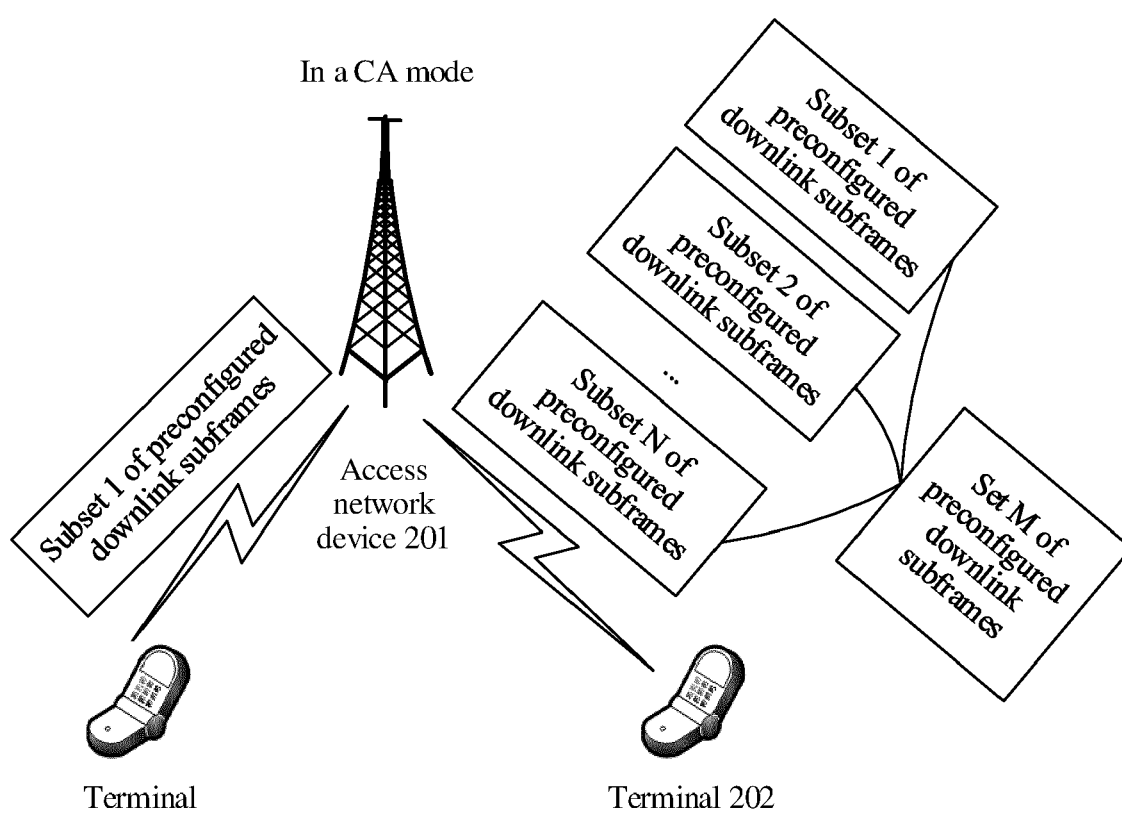 In a CA mode
Subset 1 of
preconfigured
downlink subframes
Subset 2 of
preconfigured
downlink subframes
...
Subset N of
preconfigured
downlink subframes
Set M of
preconfigured
downlink
subframes
Subset 1 of preconfigured
downlink subframes
Access
network
device 201
Terminal
Terminal 202